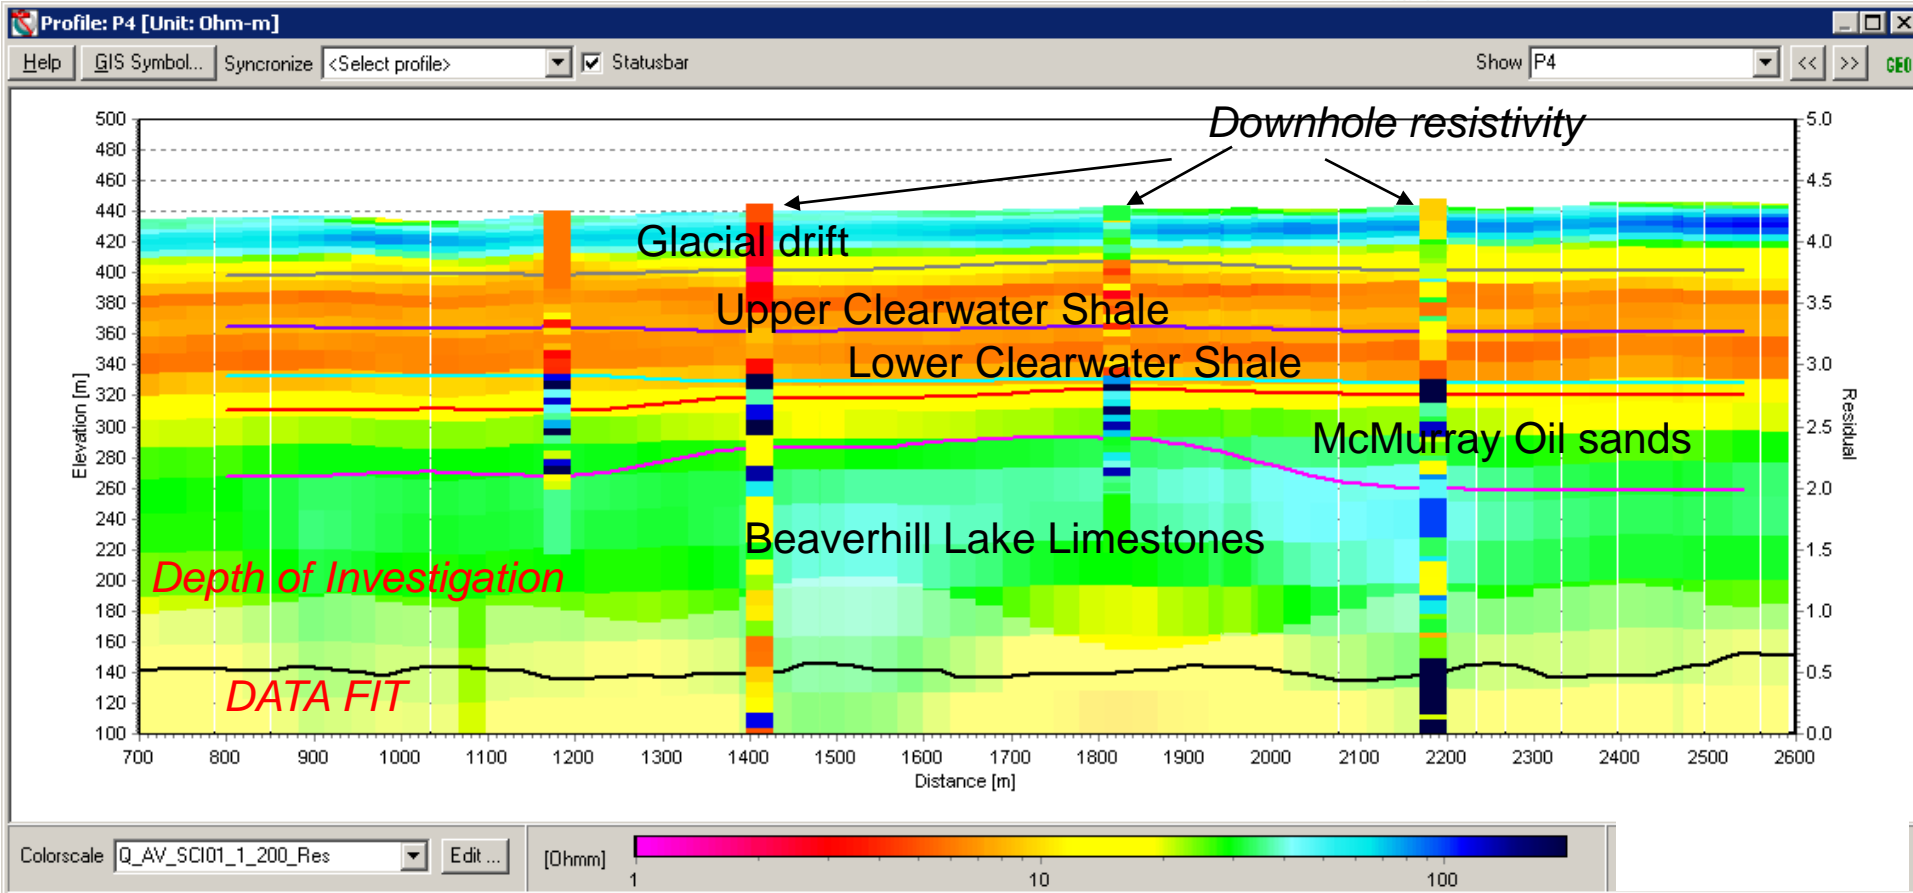 Profile: P4 [Unit: Ohm-m]
Help GIS Symbol... Syncronize <Select profile> Statusbar Show P4 << >> GEO
Downhole resistivity
500 5.0
480
460 4.5
440
420 4.0
400
380 3.5
360
340 3.0
320
300 2.5
280
260 2.0
240
220 1.5
200
180 1.0
160
140 0.5
120
100 0.0
Elevation [m]
Residual
Glacial drift
Upper Clearwater Shale
Lower Clearwater Shale
McMurray Oil sands
Beaverhill Lake Limestones
Depth of Investigation
DATA FIT
700 800 900 1000 1100 1200 1300 1400 1500 1600 1700 1800 1900 2000 2100 2200 2300 2400 2500 2600
Distance [m]
Colorscale Q_AV_SCI01_1_200_Res Edit ... [Ohmm]
1 10 100